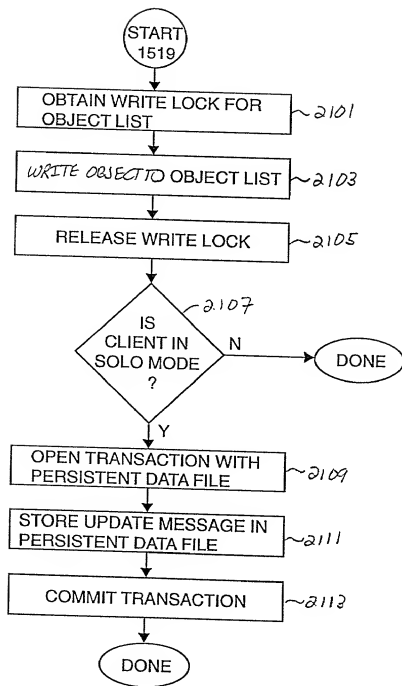 START
1519
OBTAIN WRITE LOCK FOR
OBJECT LIST
2101
WRITE OBJECT TO OBJECT LIST
2103
RELEASE WRITE LOCK
2105
2107
IS
CLIENT IN
SOLO MODE
?
N
DONE
Y
OPEN TRANSACTION WITH
PERSISTENT DATA FILE
2109
STORE UPDATE MESSAGE IN
PERSISTENT DATA FILE
2111
COMMIT TRANSACTION
2113
DONE